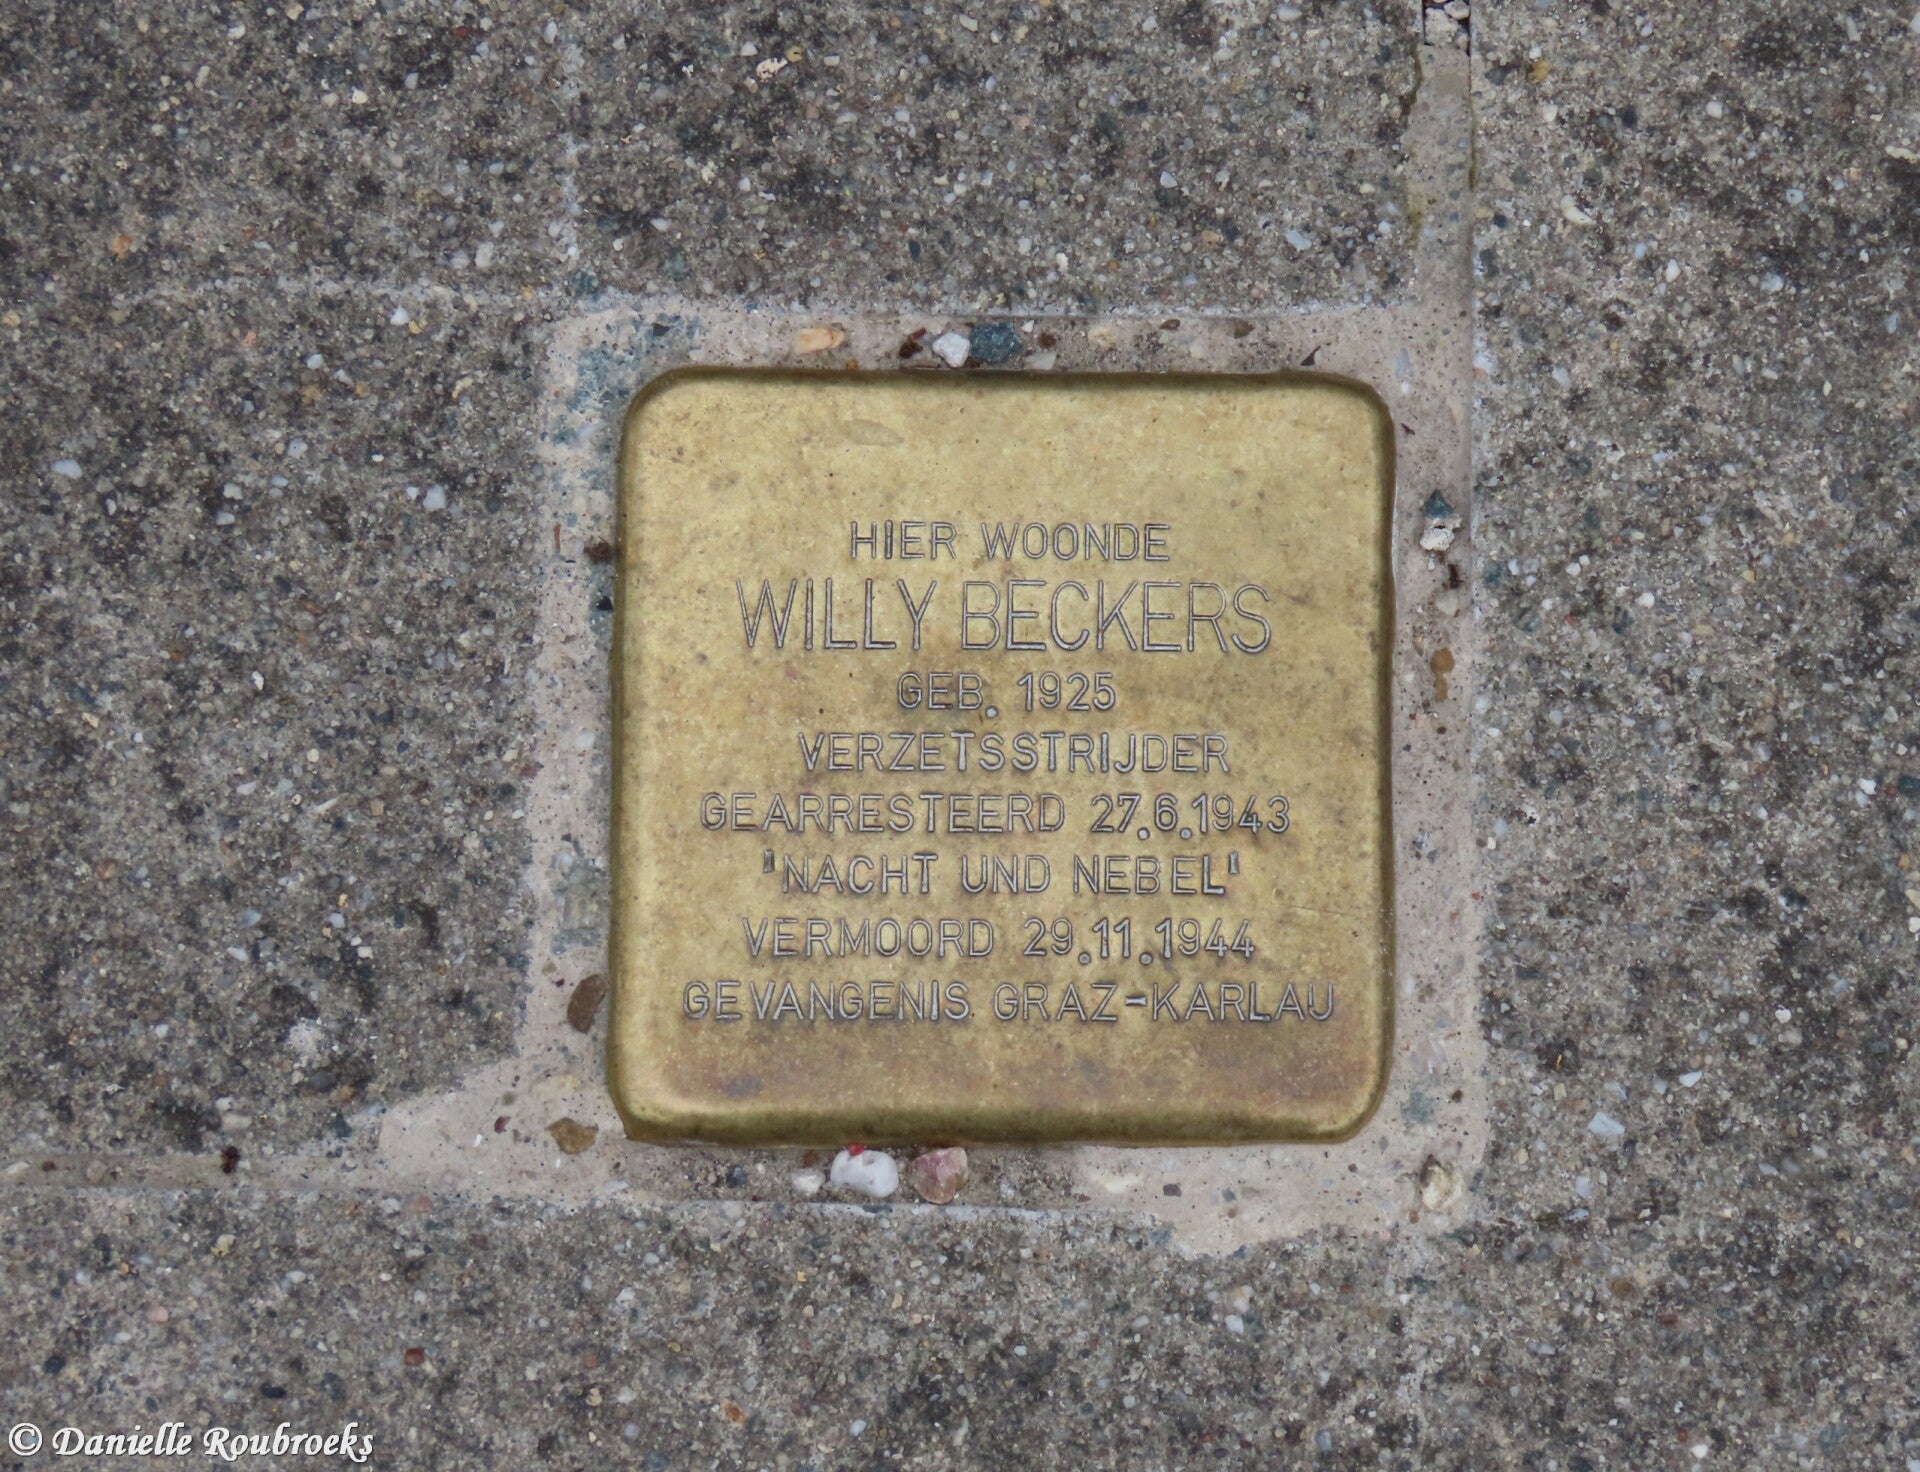 HIER WOONDE
WILLY BECKERS
GEB. 1925
VERZETSSTRIJDER
GEARRESTEERD 27.6.1943
'NACHT UND NEBEL'
VERMOORD 29.11.1944
GEVANGENIS GRAZ-KARLAU
© Danielle Roubroeks